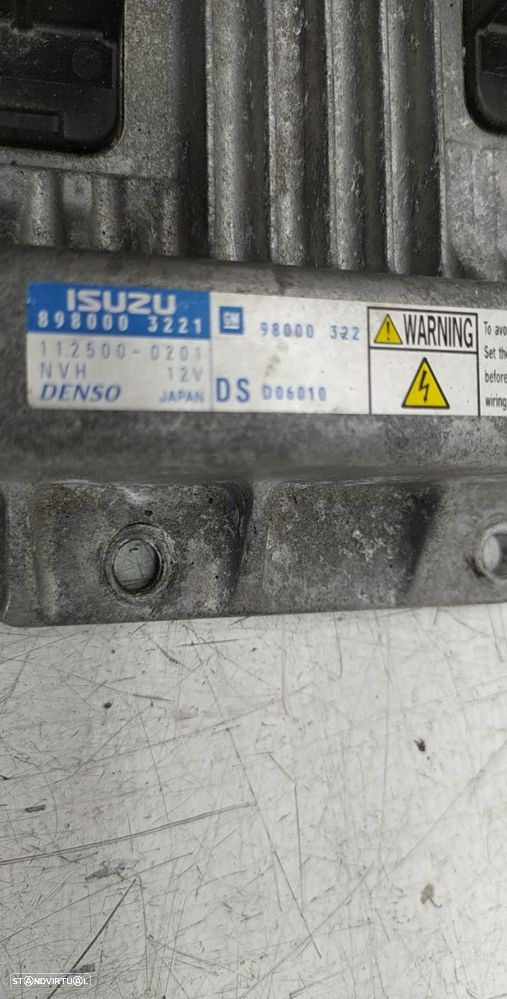 ISUZU
898000 3221
GM 98000 322
112500-0201
NVH 12V
DENSO JAPAN
DS D06010
WARNING
To avo
Set the
before
wiring,
STANDVIRTUAL